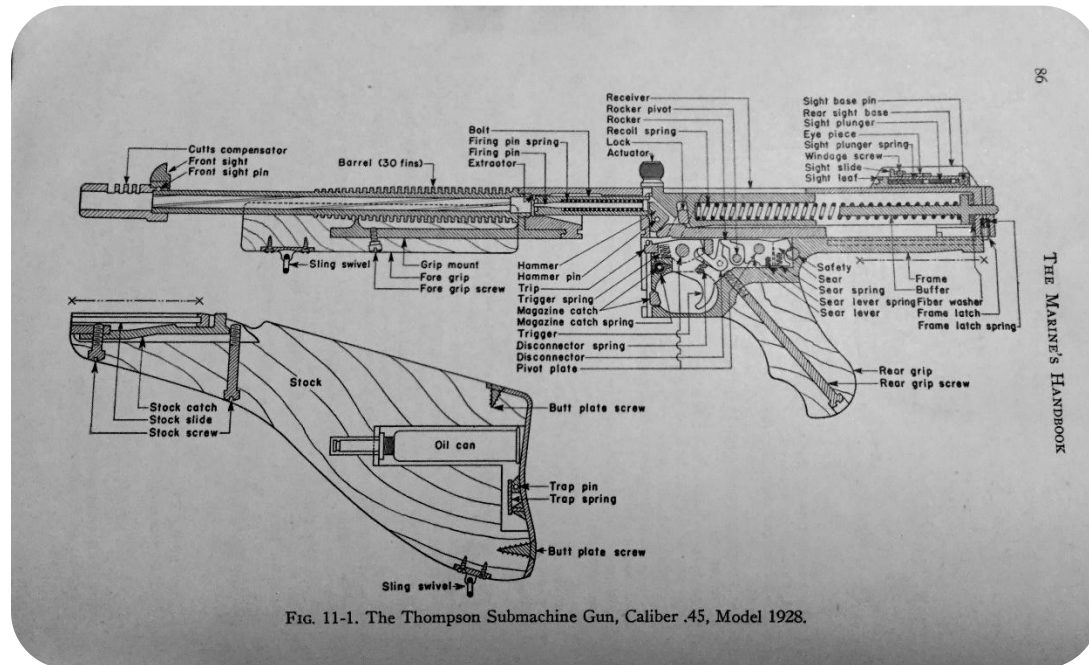 86
THE MARINE'S HANDBOOK
Cutts compensator
Front sight
Front sight pin
Barrel (30 fins)
Bolt
Firing pin spring
Firing pin
Extractor
Receiver
Rocker pivot
Rocker
Recoil spring
Lock
Actuator
Sight base pin
Rear sight base
Sight plunger
Eye piece
Sight plunger spring
Windage screw
Sight slide
Sight leaf
Sling swivel
Grip mount
Fore grip
Fore grip screw
Hammer
Hammer pin
Trip
Trigger spring
Magazine catch
Magazine catch spring
Trigger
Disconnector spring
Disconnector
Pivot plate
Safety
Sear
Sear spring
Sear lever spring
Sear lever
Frame
Buffer
Fiber washer
Frame latch
Frame latch spring
Rear grip
Rear grip screw
Stock catch
Stock slide
Stock screw
Stock
Oil can
Butt plate screw
Trap pin
Trap spring
Butt plate screw
Sling swivel
FIG. 11-1. The Thompson Submachine Gun, Caliber .45, Model 1928.